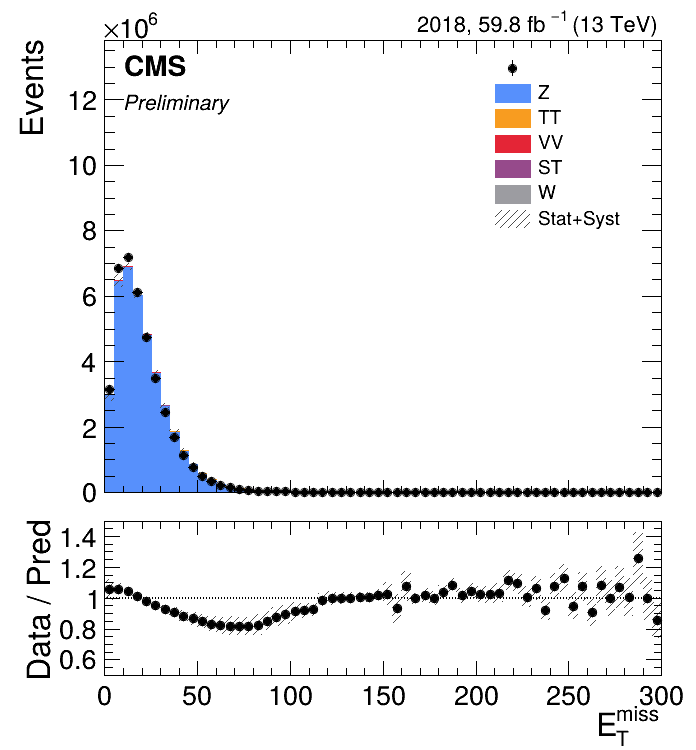 ×10⁶
2018, 59.8 fb⁻¹ (13 TeV)
Events
CMS
Preliminary
Z
TT
VV
ST
W
Stat+Syst
12
10
8
6
4
2
0
Data / Pred
1.4
1.2
1
0.8
0.6
0 50 100 150 200 250 300
E_T^miss